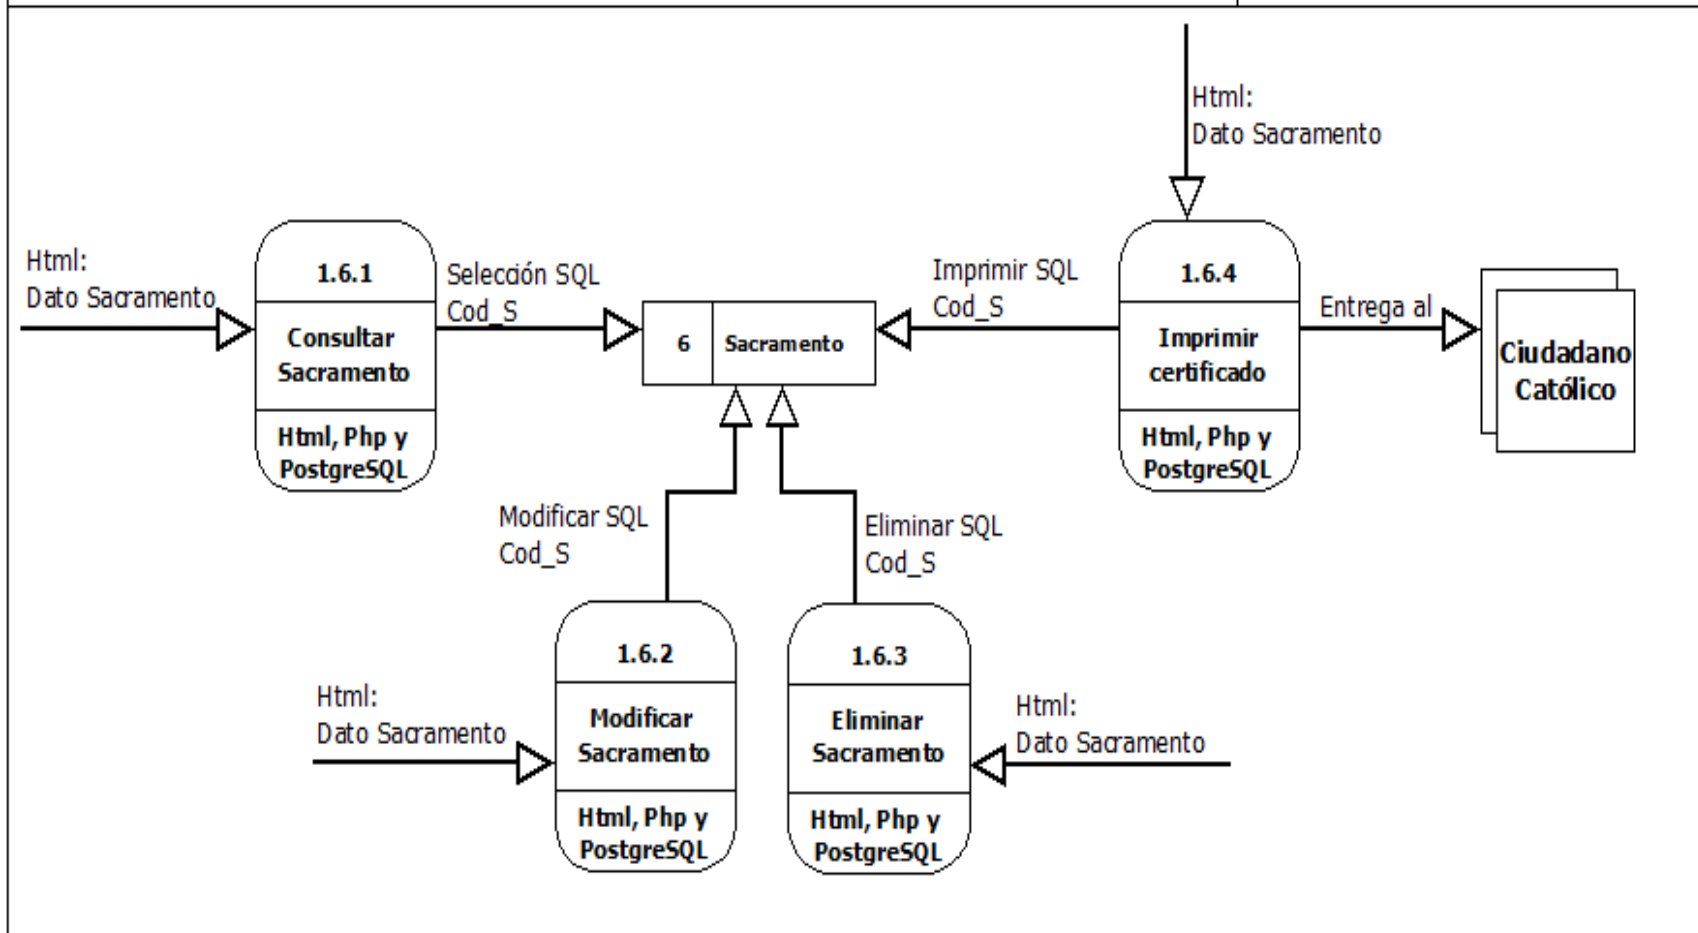 Html:
Dato Sacramento
Html:
Dato Sacramento
1.6.1
Consultar
Sacramento
Html, Php y
PostgreSQL
Selección SQL
Cod_S
6
Sacramento
Imprimir SQL
Cod_S
1.6.4
Imprimir
certificado
Html, Php y
PostgreSQL
Entrega al
Ciudadano
Católico
Modificar SQL
Cod_S
Eliminar SQL
Cod_S
Html:
Dato Sacramento
1.6.2
Modificar
Sacramento
Html, Php y
PostgreSQL
1.6.3
Eliminar
Sacramento
Html, Php y
PostgreSQL
Html:
Dato Sacramento